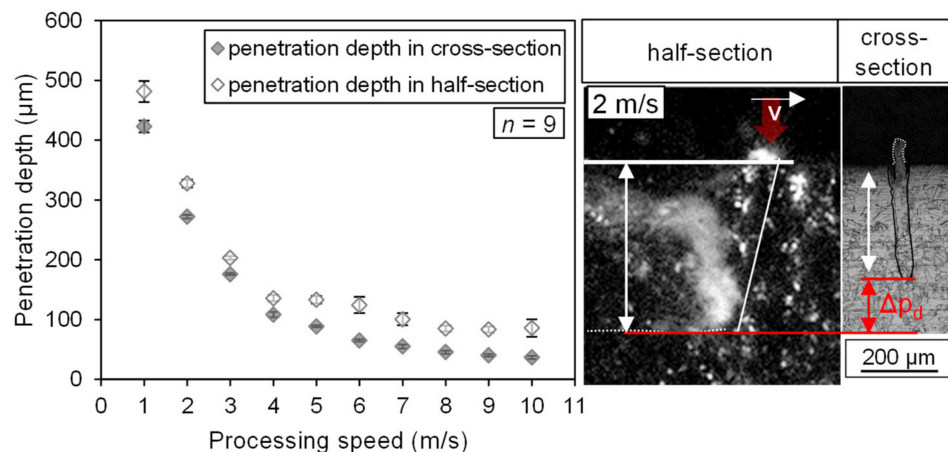 600
500
400
300
200
100
0
Penetration depth (µm)
penetration depth in cross-section
penetration depth in half-section
n = 9
0 1 2 3 4 5 6 7 8 9 10 11
Processing speed (m/s)
half-section
cross-
section
2 m/s
v
Δpd
200 µm